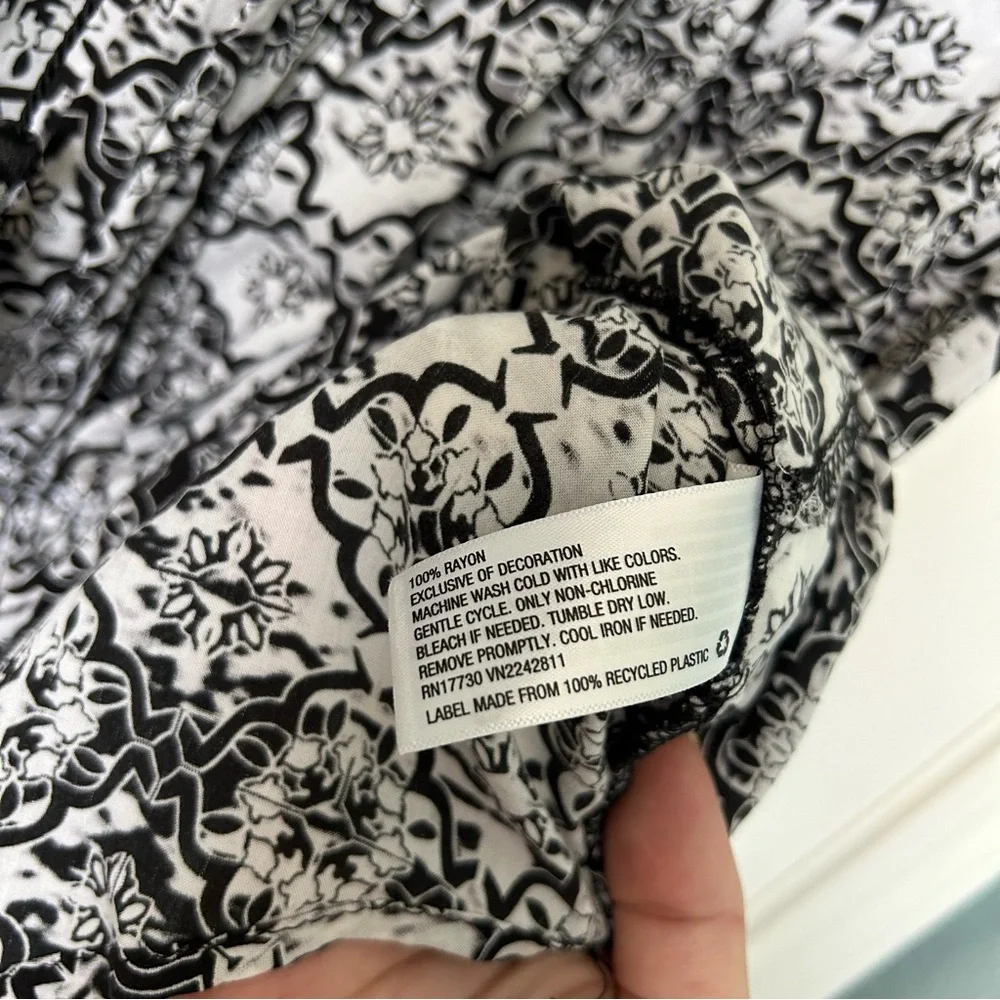 100% RAYON
EXCLUSIVE OF DECORATION
MACHINE WASH COLD WITH LIKE COLORS.
GENTLE CYCLE. ONLY NON-CHLORINE
BLEACH IF NEEDED. TUMBLE DRY LOW.
REMOVE PROMPTLY. COOL IRON IF NEEDED.
RN17730 VN2242811
LABEL MADE FROM 100% RECYCLED PLASTIC